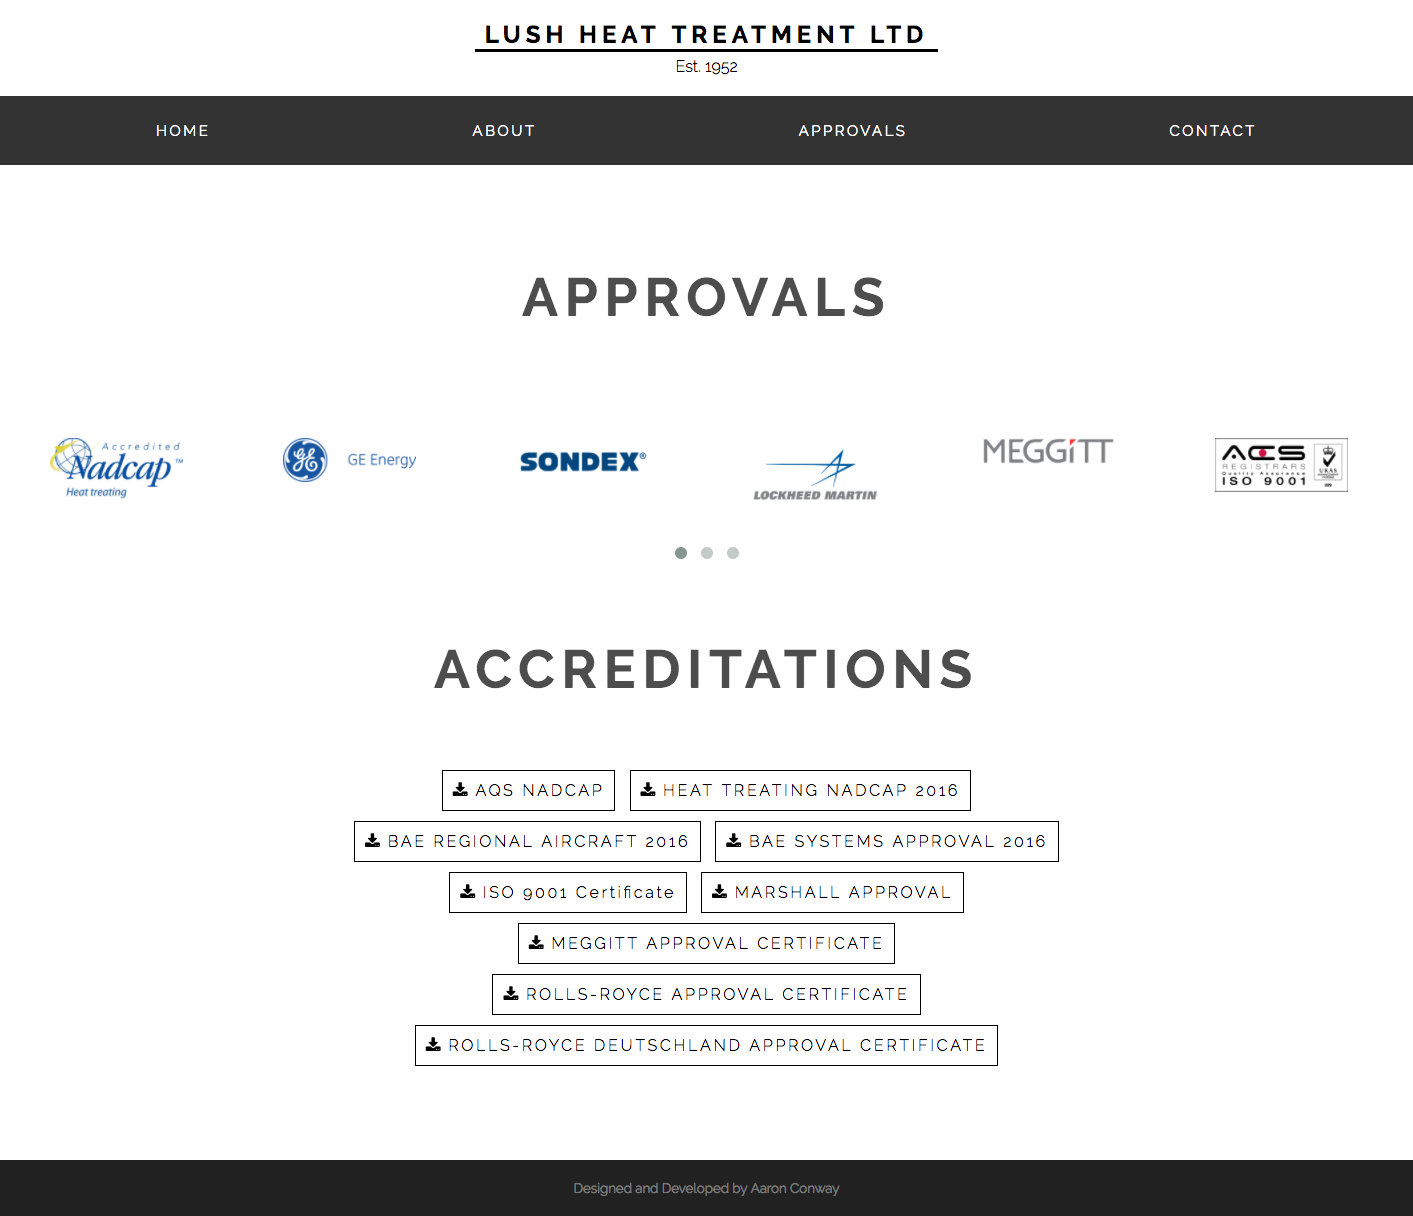 LUSH HEAT TREATMENT LTD
Est. 1952
HOME ABOUT APPROVALS CONTACT
APPROVALS
Accredited
Nadcap™
Heat treating
GE Energy
SONDEX®
LOCKHEED MARTIN
MEGGiTT
ACS
REGISTRARS
Quality Assurance
ISO 9001
UKAS
ACCREDITATIONS
AQS NADCAP HEAT TREATING NADCAP 2016
BAE REGIONAL AIRCRAFT 2016 BAE SYSTEMS APPROVAL 2016
ISO 9001 Certificate MARSHALL APPROVAL
MEGGITT APPROVAL CERTIFICATE
ROLLS-ROYCE APPROVAL CERTIFICATE
ROLLS-ROYCE DEUTSCHLAND APPROVAL CERTIFICATE
Designed and Developed by Aaron Conway